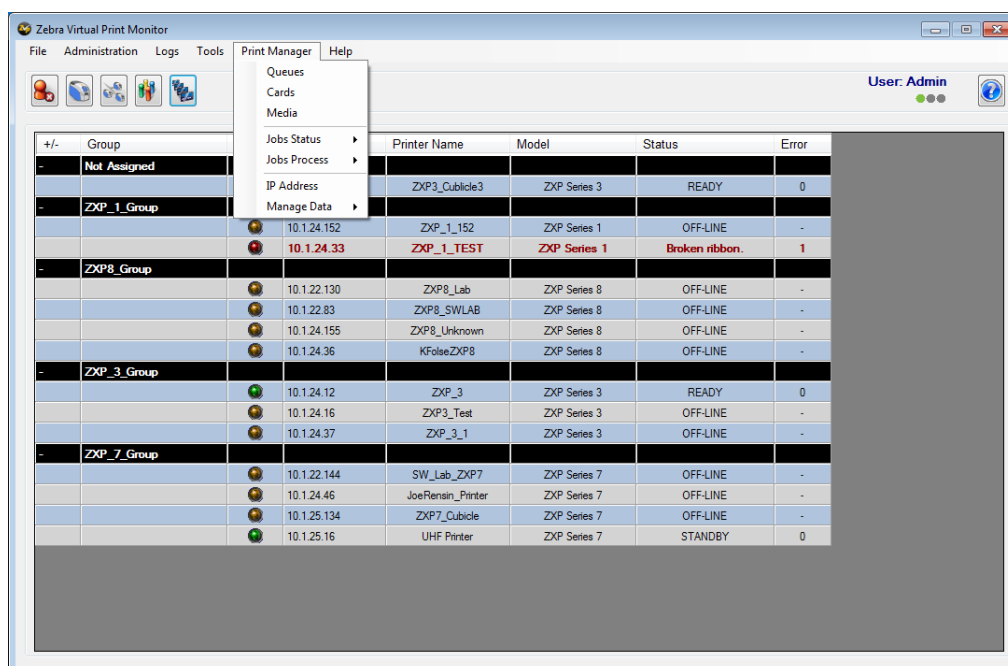 Zebra Virtual Print Monitor
File Administration Logs Tools Print Manager Help
Queues
Cards
Media
Jobs Status
Jobs Process
IP Address
Manage Data
User: Admin
+/- Group Printer Name Model Status Error
- Not Assigned
ZXP3_Cublicle3 ZXP Series 3 READY 0
- ZXP_1_Group
10.1.24.152 ZXP_1_152 ZXP Series 1 OFF-LINE -
10.1.24.33 ZXP_1_TEST ZXP Series 1 Broken ribbon. 1
- ZXP8_Group
10.1.22.130 ZXP8_Lab ZXP Series 8 OFF-LINE -
10.1.22.83 ZXP8_SWLAB ZXP Series 8 OFF-LINE -
10.1.24.155 ZXP8_Unknown ZXP Series 8 OFF-LINE -
10.1.24.36 KFolseZXP8 ZXP Series 8 OFF-LINE -
- ZXP_3_Group
10.1.24.12 ZXP_3 ZXP Series 3 READY 0
10.1.24.16 ZXP3_Test ZXP Series 3 OFF-LINE -
10.1.24.37 ZXP_3_1 ZXP Series 3 OFF-LINE -
- ZXP_7_Group
10.1.22.144 SW_Lab_ZXP7 ZXP Series 7 OFF-LINE -
10.1.24.46 JoeRensin_Printer ZXP Series 7 OFF-LINE -
10.1.25.134 ZXP7_Cubicle ZXP Series 7 OFF-LINE -
10.1.25.16 UHF Printer ZXP Series 7 STANDBY 0